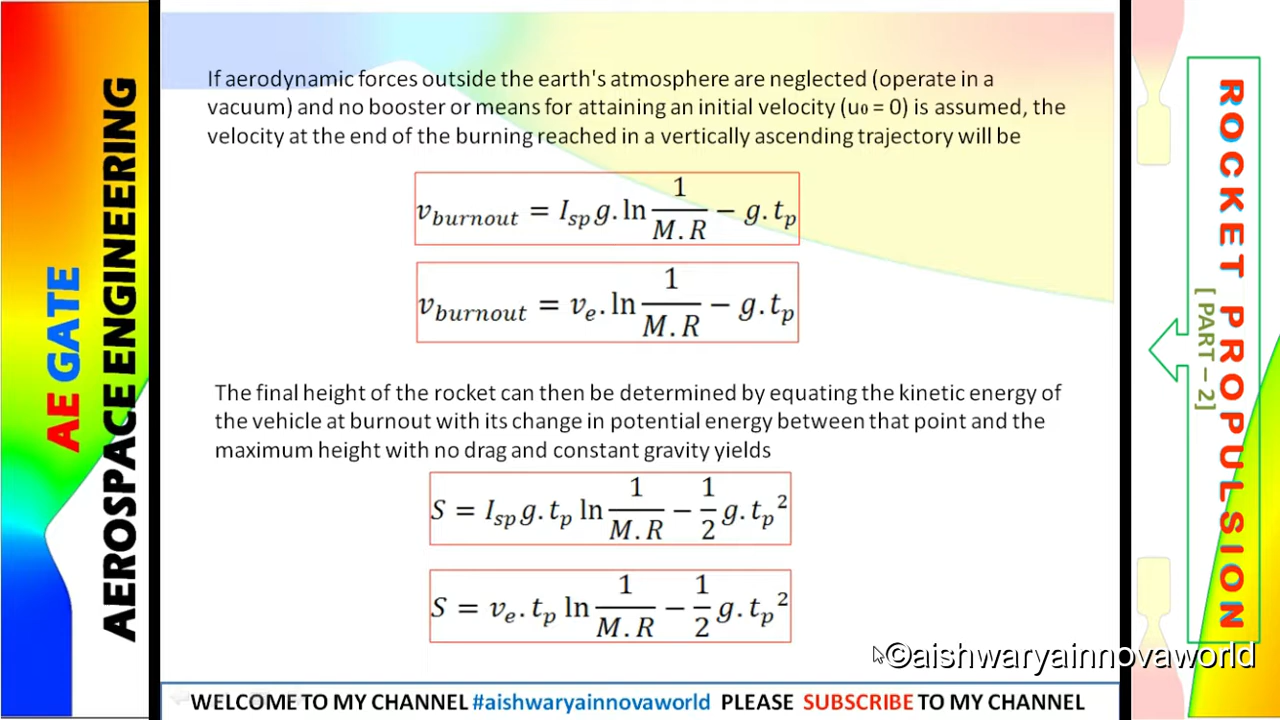 AE GATE
AEROSPACE ENGINEERING
If aerodynamic forces outside the earth's atmosphere are neglected (operate in a
vacuum) and no booster or means for attaining an initial velocity (u₀ = 0) is assumed, the
velocity at the end of the burning reached in a vertically ascending trajectory will be
v_burnout = I_sp g. ln 1/M.R − g. t_p
v_burnout = v_e. ln 1/M.R − g. t_p
The final height of the rocket can then be determined by equating the kinetic energy of
the vehicle at burnout with its change in potential energy between that point and the
maximum height with no drag and constant gravity yields
S = I_sp g. t_p ln 1/M.R − 1/2 g. t_p²
S = v_e. t_p ln 1/M.R − 1/2 g. t_p²
ROCKET PROPULSION
[ PART – 2]
©aishwaryainnovaworld
WELCOME TO MY CHANNEL #aishwaryainnovaworld PLEASE SUBSCRIBE TO MY CHANNEL